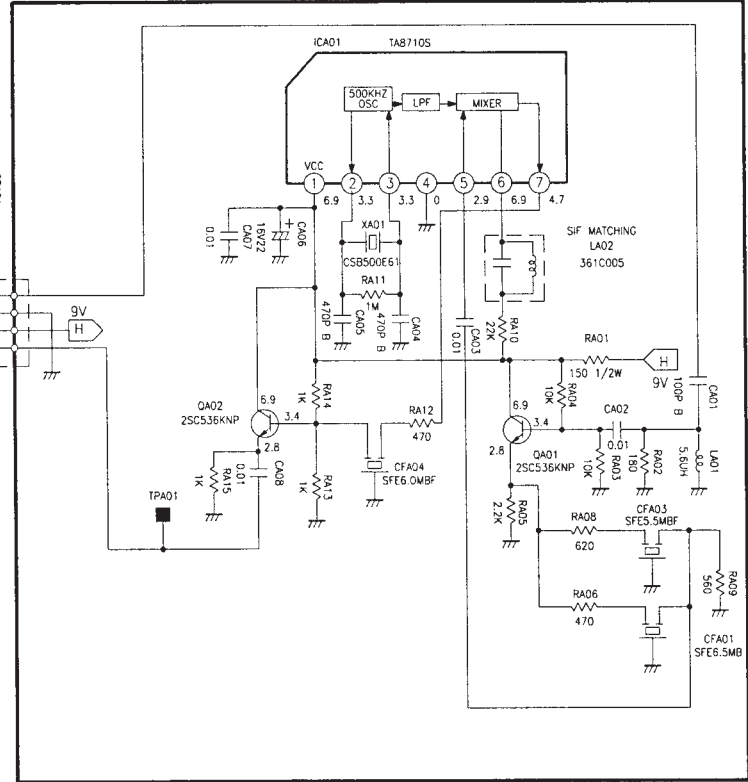 ICA01 TA8710S
500KHZ
OSC
LPF
MIXER
VCC
1 2 3 4 5 6 7
6.9 3.3 3.3 0 2.9 6.9 4.7
CA07
0.01
CA06
16V22
+
XA01
CSB500E61
RA11
1M
CA05
470P B
CA04
470P B
CA03
0.01
SIF MATCHING
LA02
361C005
RA10
22K
9V
H
RA01
150 1/2W
H
9V
CA01
100P B
QA02
2SC536KNP
6.9
3.4
2.8
RA14
1K
RA12
470
RA04
10K
CA02
0.01
6.9
3.4
2.8
QA01
2SC536KNP
RA03
10K
RA02
180
LA01
5.6UH
RA15
1K
CA08
0.01
RA13
1K
CFA04
SFE6.0MBF
TPA01
RA05
2.2K
RA08
620
CFA03
SFE5.5MBF
RA09
560
RA06
470
CFA01
SFE6.5MB